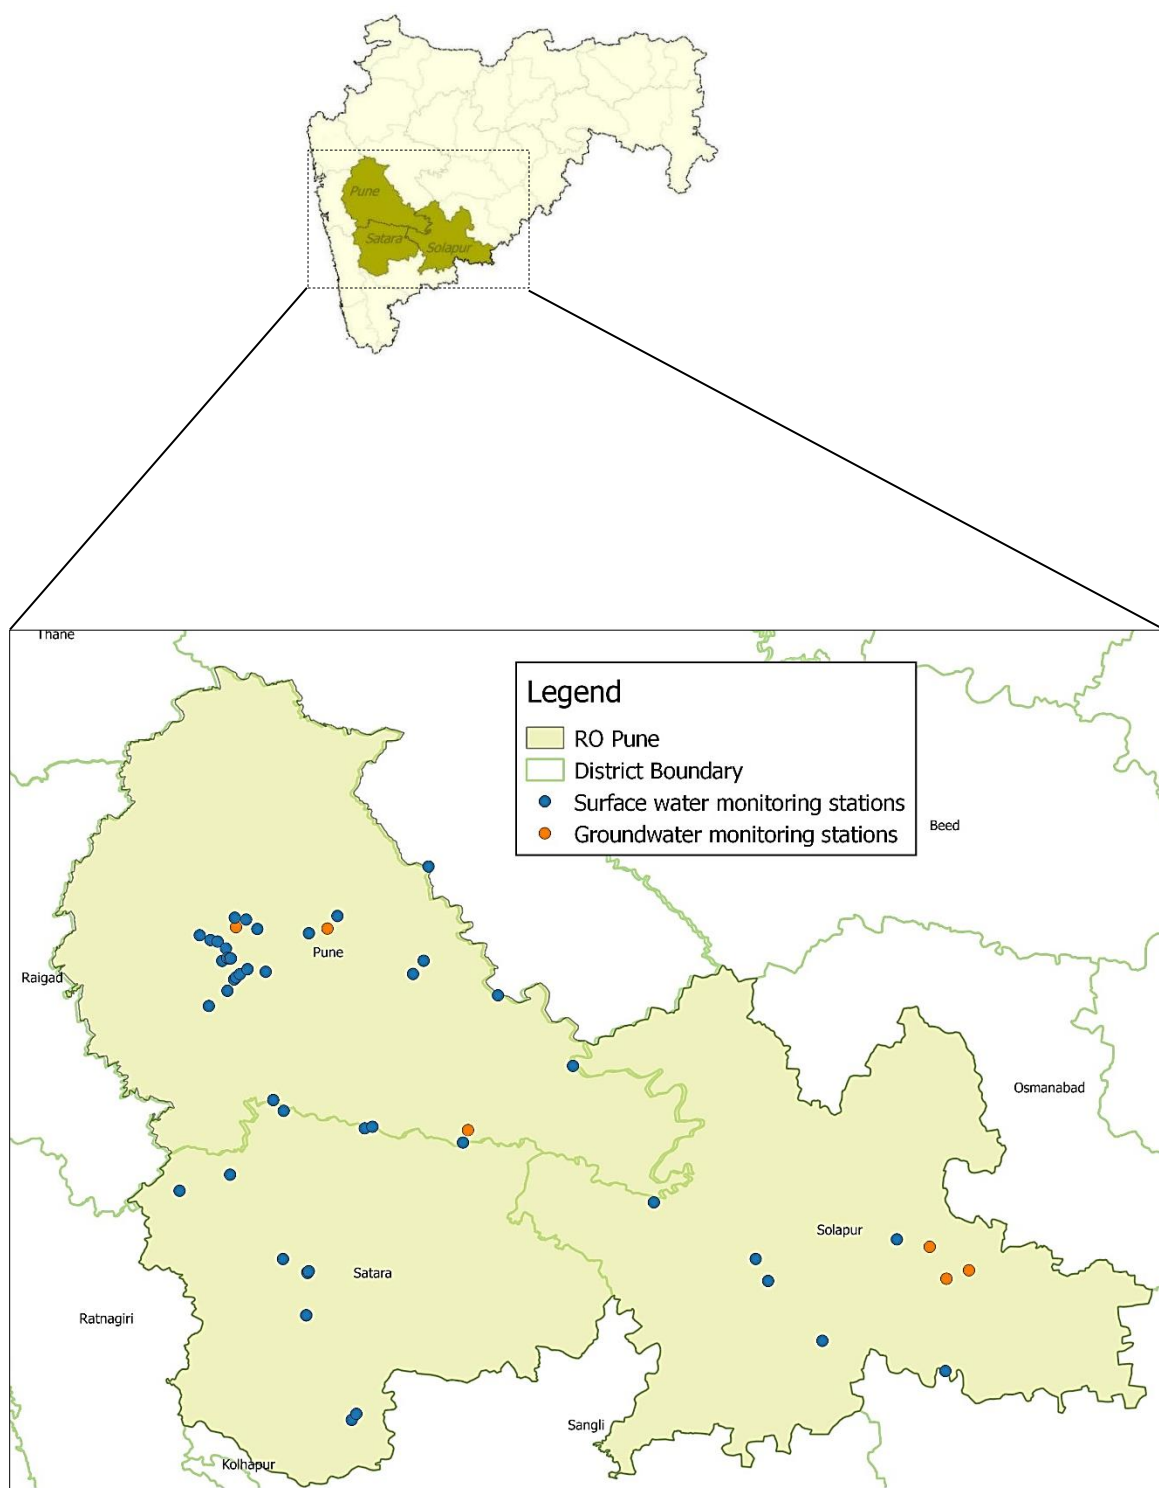 Pune
Satara
Solapur
Thane
Legend
RO Pune
District Boundary
Surface water monitoring stations
Groundwater monitoring stations
Beed
Pune
Raigad
Osmanabad
Solapur
Satara
Ratnagiri
Sangli
Kolhapur